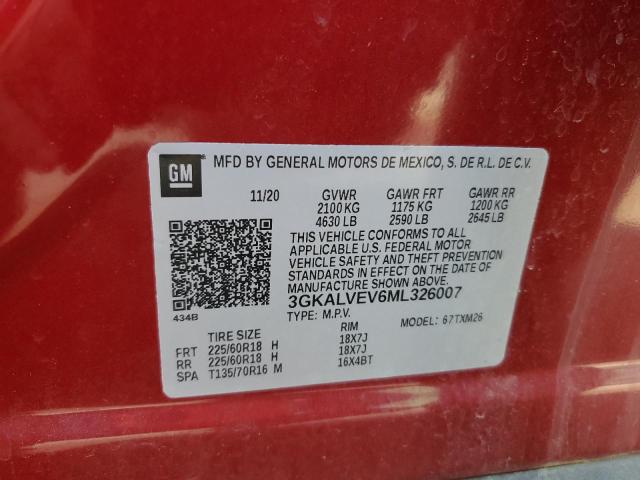 GM MFD BY GENERAL MOTORS DE MEXICO, S. DE R.L. DE C.V.
11/20 GVWR GAWR FRT GAWR RR
2100 KG 1175 KG 1200 KG
4630 LB 2590 LB 2645 LB
THIS VEHICLE CONFORMS TO ALL
APPLICABLE U.S. FEDERAL MOTOR
VEHICLE SAFETY AND THEFT PREVENTION
STANDARDS IN EFFECT ON THE DATE OF
MANUFACTURE SHOWN ABOVE.
3GKALVEV6ML326007
434B TYPE: M.P.V. MODEL: 67TXM26
TIRE SIZE RIM
FRT 225/60R18 H 18X7J
RR 225/60R18 H 18X7J
SPA T135/70R16 M 16X4BT